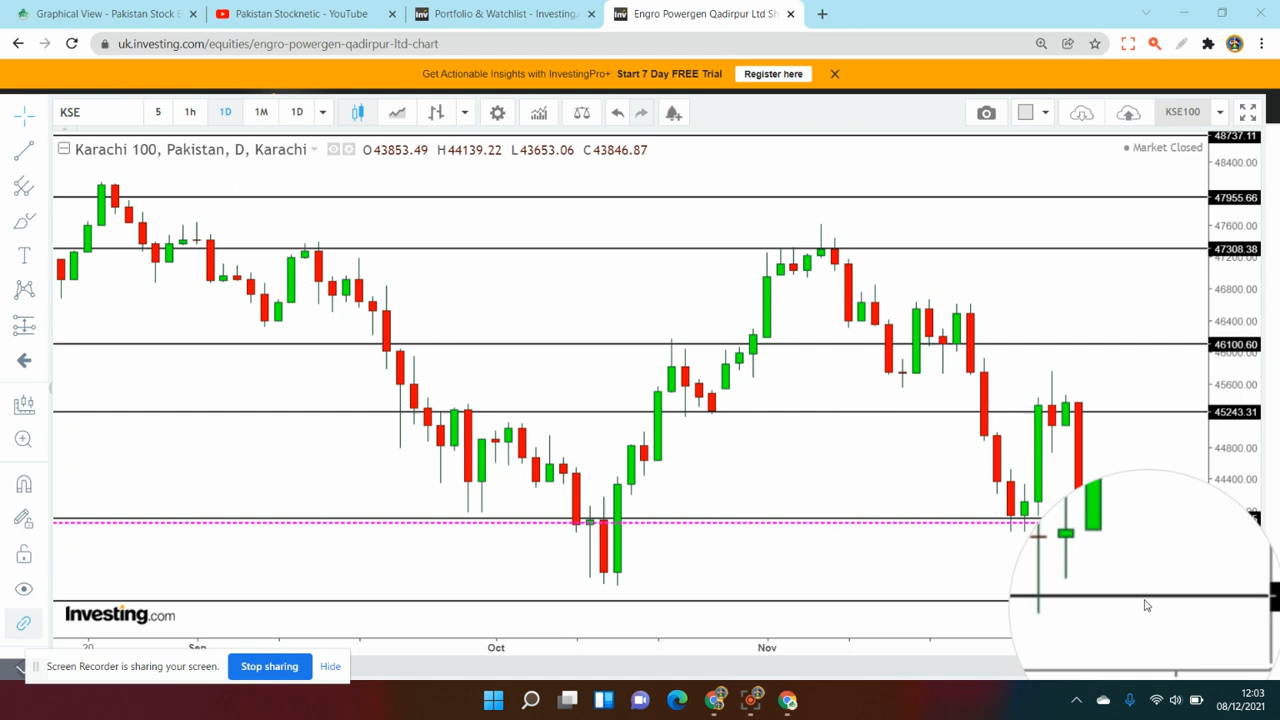 Graphical View - Pakistan Stock E
Pakistan Stocknetic - YouTube
Portfolio & Watchlist - Investing.
Engro Powergen Qadirpur Ltd Sh
uk.investing.com/equities/engro-powergen-qadirpur-ltd-chart
Get Actionable Insights with InvestingPro+: Start 7 Day FREE Trial
Register here
KSE 5 1h 1D 1M 1D
KSE100
Karachi 100, Pakistan, D, Karachi
O43853.49 H44139.22 L43653.06 C43846.87
Market Closed
48737.11
48400.00
47955.66
47600.00
47308.38
47200.00
46800.00
46400.00
46100.60
46000.00
45600.00
45243.31
44800.00
44400.00
Investing.com
20 Sep Oct Nov
Screen Recorder is sharing your screen.
Stop sharing
Hide
12:03
08/12/2021